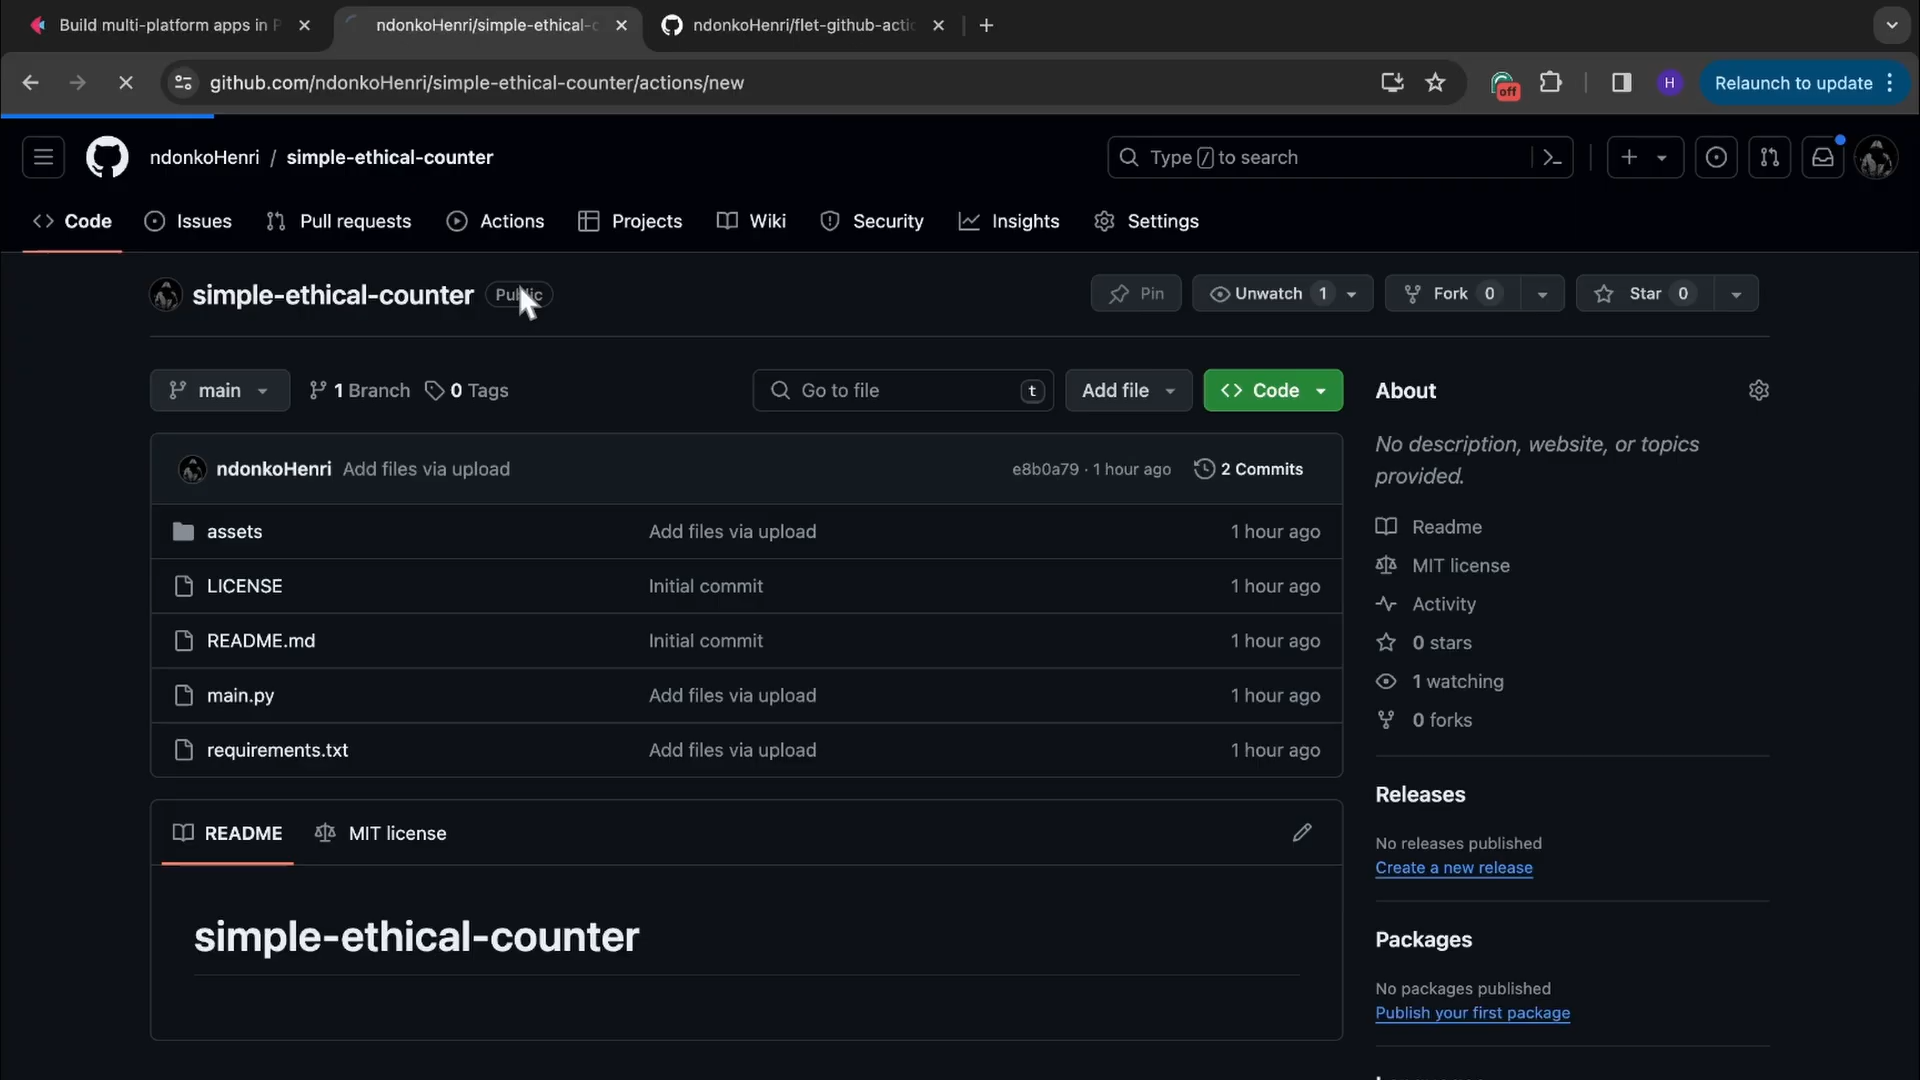 Build multi-platform apps in P
ndonkoHenri/simple-ethical-c
ndonkoHenri/flet-github-actio
github.com/ndonkoHenri/simple-ethical-counter/actions/new
off
H
Relaunch to update
ndonkoHenri / simple-ethical-counter
Type / to search
Code
Issues
Pull requests
Actions
Projects
Wiki
Security
Insights
Settings
simple-ethical-counter
Public
Pin
Unwatch 1
Fork 0
Star 0
main
1 Branch
0 Tags
Go to file
t
Add file
Code
ndonkoHenri Add files via upload
e8b0a79 · 1 hour ago
2 Commits
assets Add files via upload 1 hour ago
LICENSE Initial commit 1 hour ago
README.md Initial commit 1 hour ago
main.py Add files via upload 1 hour ago
requirements.txt Add files via upload 1 hour ago
README
MIT license
simple-ethical-counter
About
No description, website, or topics
provided.
Readme
MIT license
Activity
0 stars
1 watching
0 forks
Releases
No releases published
Create a new release
Packages
No packages published
Publish your first package